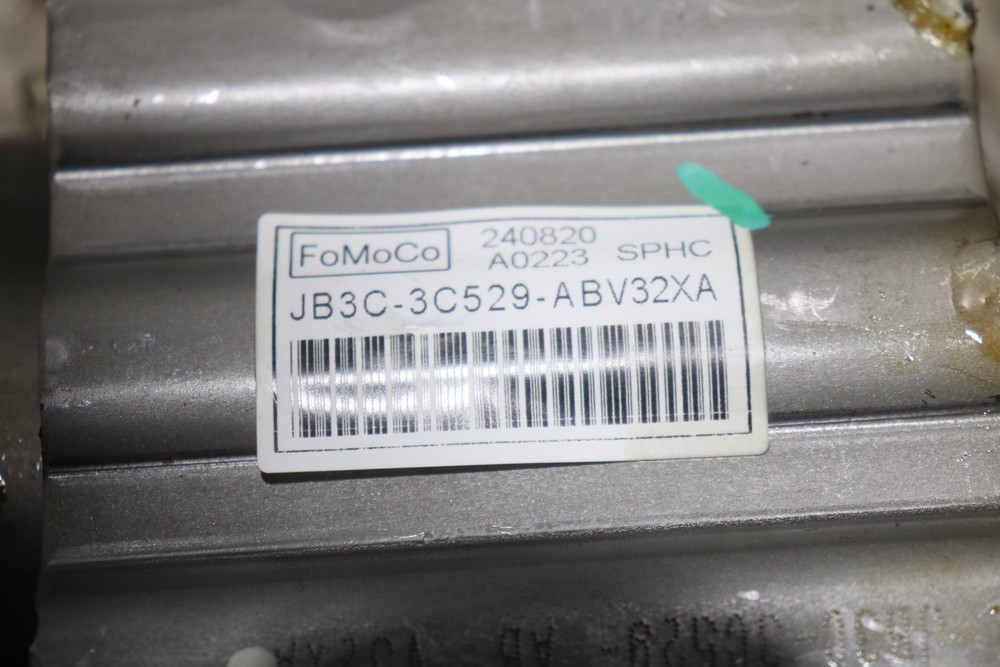 FoMoCo
240820
A0223 SPHC
JB3C-3C529-ABV32XA